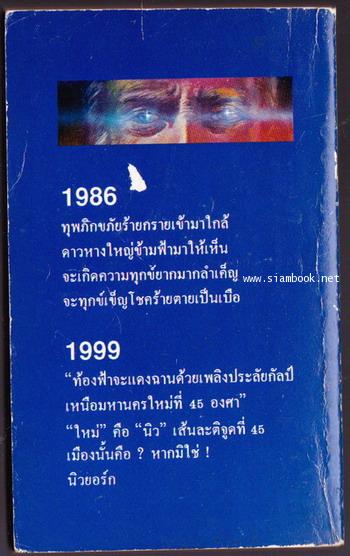 1986
ทุพภิกขภัยร้ายกรายเข้ามาใกล้
ดาวหางใหญ่ข้ามฟ้ามาให้เห็น
จะเกิดความทุกข์ยากมากลำเค็ญ
www.siambook.net
จะทุกข์เข็ญโชคร้ายตายเป็นเบือ
1999
“ท้องฟ้าจะแดงฉานด้วยเพลิงประลัยกัลป์
เหนือมหานครใหม่ที่ 45 องศา”
“ใหม่” คือ “นิว” เส้นละติจูดที่ 45
เมืองนั้นคือ ? หากมิใช่ !
นิวยอร์ก